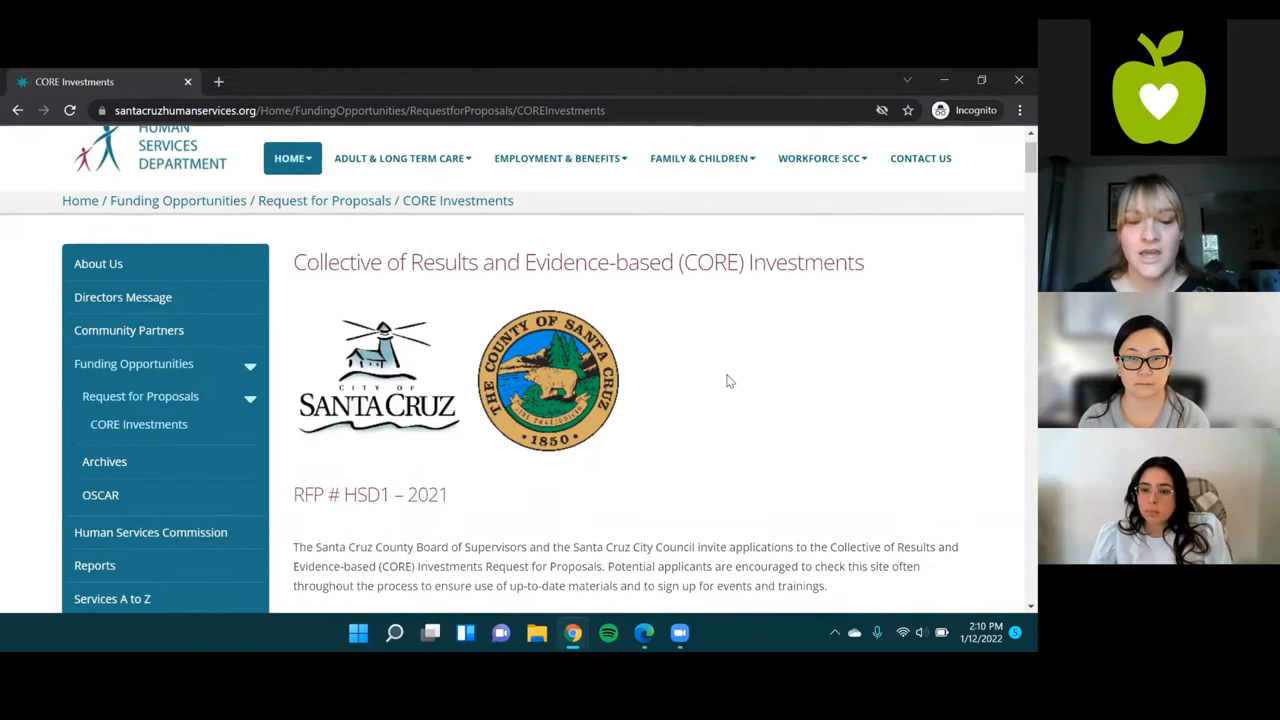 CORE Investments
santacruzhumanservices.org/Home/FundingOpportunities/RequestforProposals/COREInvestments
Incognito
HUMAN
SERVICES
DEPARTMENT
HOME
ADULT & LONG TERM CARE
EMPLOYMENT & BENEFITS
FAMILY & CHILDREN
WORKFORCE SCC
CONTACT US
Home / Funding Opportunities / Request for Proposals / CORE Investments
About Us
Directors Message
Community Partners
Funding Opportunities
Request for Proposals
CORE Investments
Archives
OSCAR
Human Services Commission
Reports
Services A to Z
Collective of Results and Evidence-based (CORE) Investments
CITY OF
SANTA CRUZ
THE COUNTY OF SANTA CRUZ
1850
RFP # HSD1 – 2021
The Santa Cruz County Board of Supervisors and the Santa Cruz City Council invite applications to the Collective of Results and
Evidence-based (CORE) Investments Request for Proposals. Potential applicants are encouraged to check this site often
throughout the process to ensure use of up-to-date materials and to sign up for events and trainings.
2:10 PM
1/12/2022
5